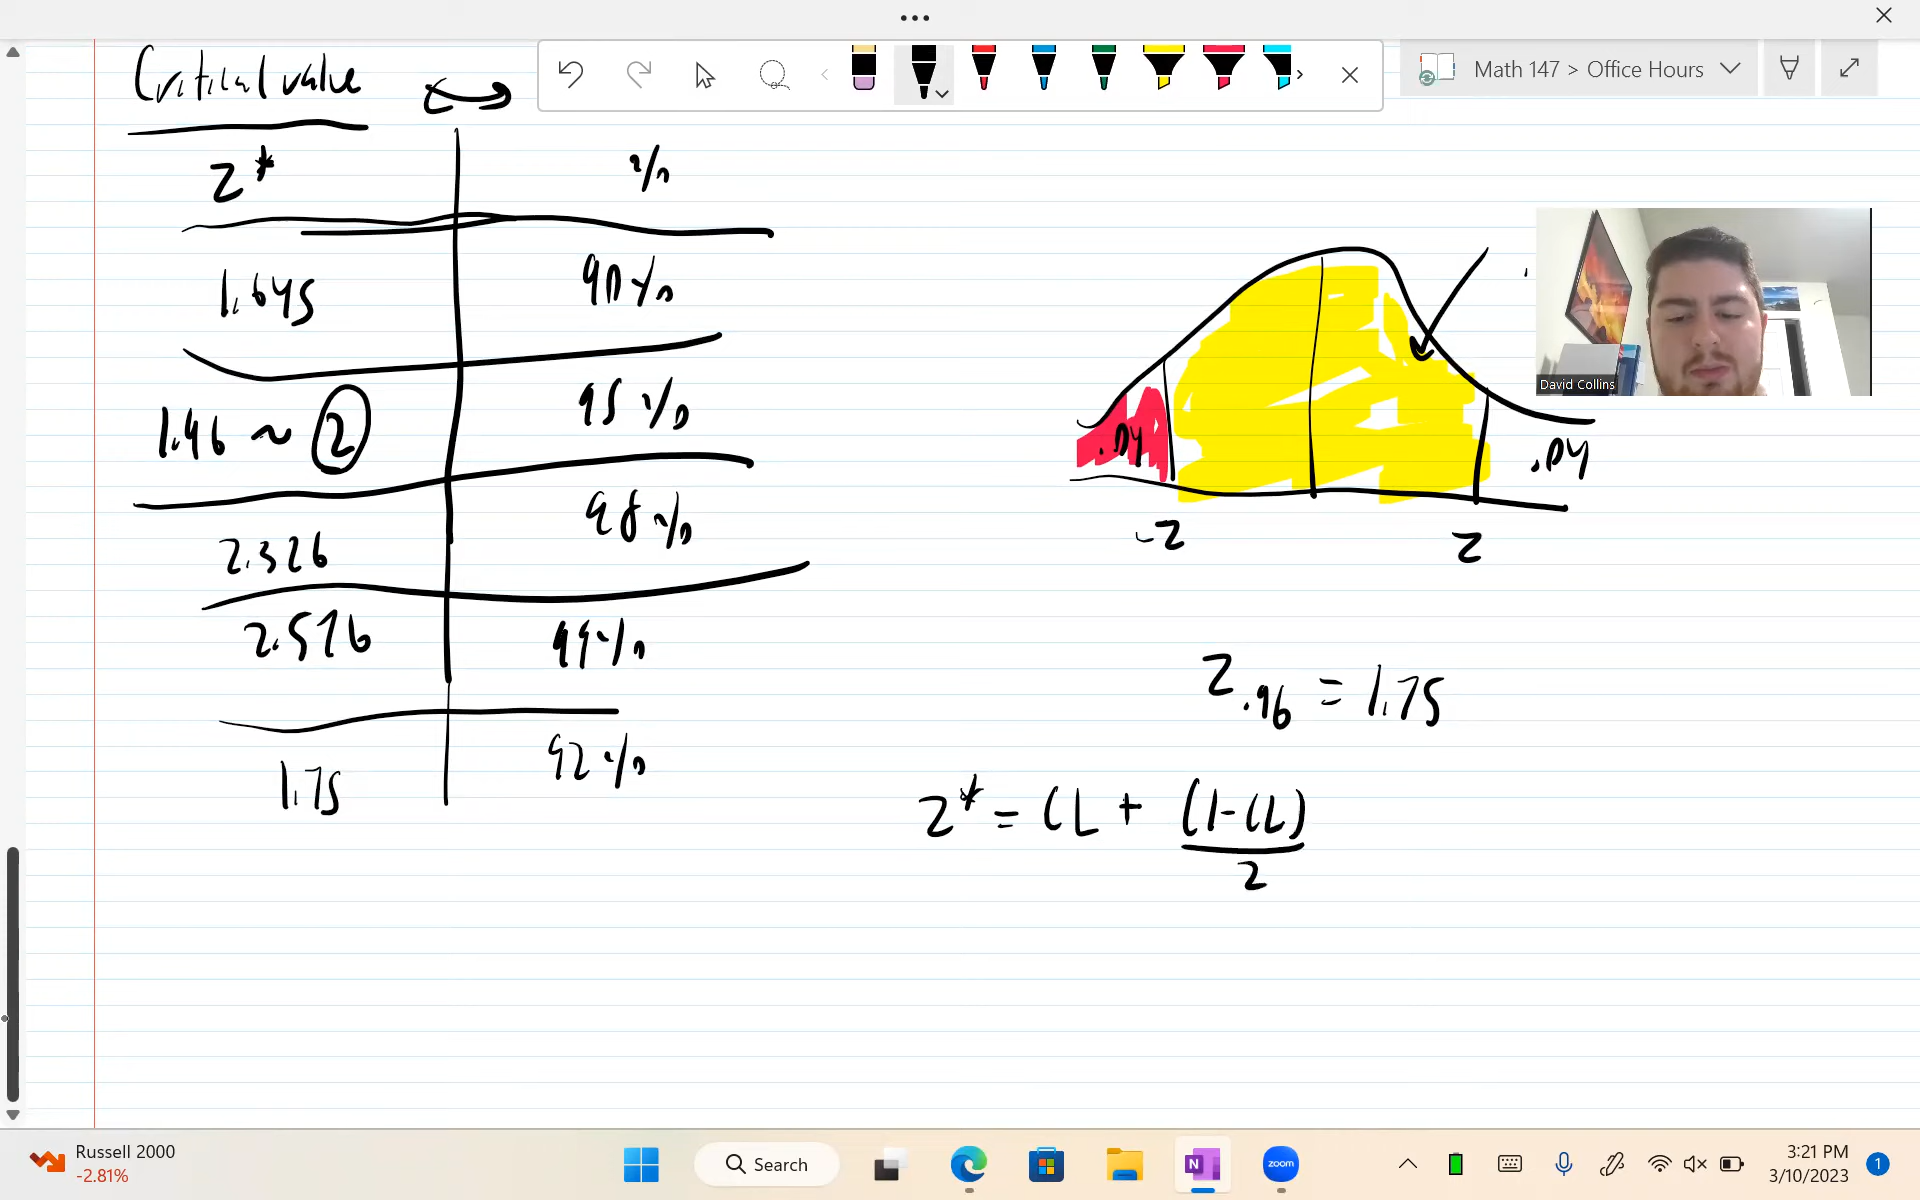 Critical value
Math 147 > Office Hours
z* %
1.645 90%
1.96 ~ 2 95%
2.326 98%
2.576 99%
1.75 92%
David Collins
.04
.04
-z z
z.96 = 1.75
z* = CL + (1-CL)
2
Russell 2000
-2.81%
Search
N
zoom
3:21 PM
3/10/2023
1